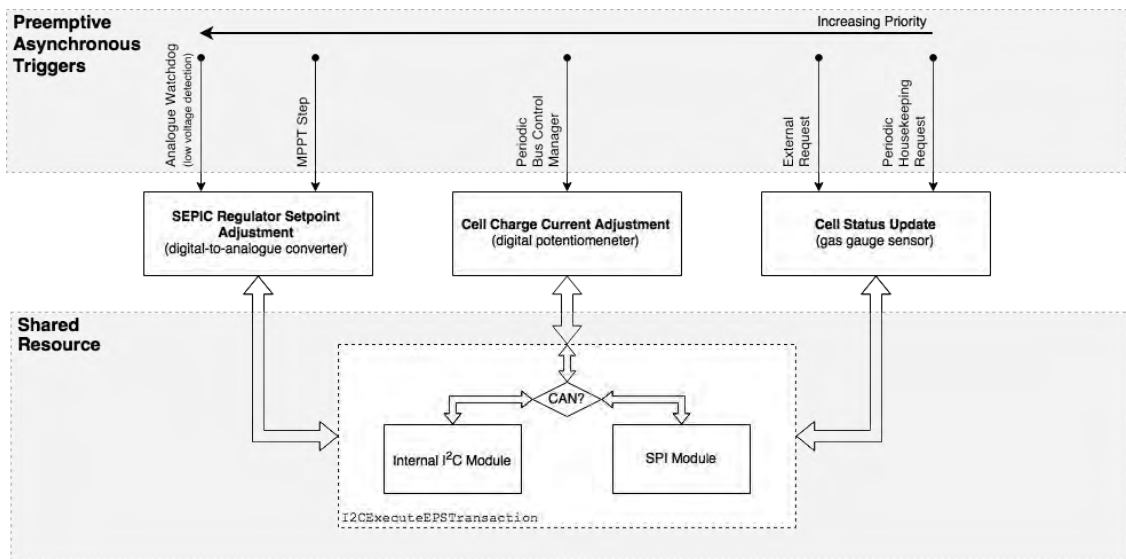 Preemptive
Asynchronous
Triggers
Increasing Priority
Analogue Watchdog
(low voltage detection)
MPPT Step
Periodic
Bus Control
Manager
External
Request
Periodic
Housekeeping
Request
SEPIC Regulator Setpoint
Adjustment
(digital-to-analogue converter)
Cell Charge Current Adjustment
(digital potentiomeneter)
Cell Status Update
(gas gauge sensor)
Shared
Resource
CAN?
Internal I²C Module
SPI Module
I2CExecuteEPSTransaction